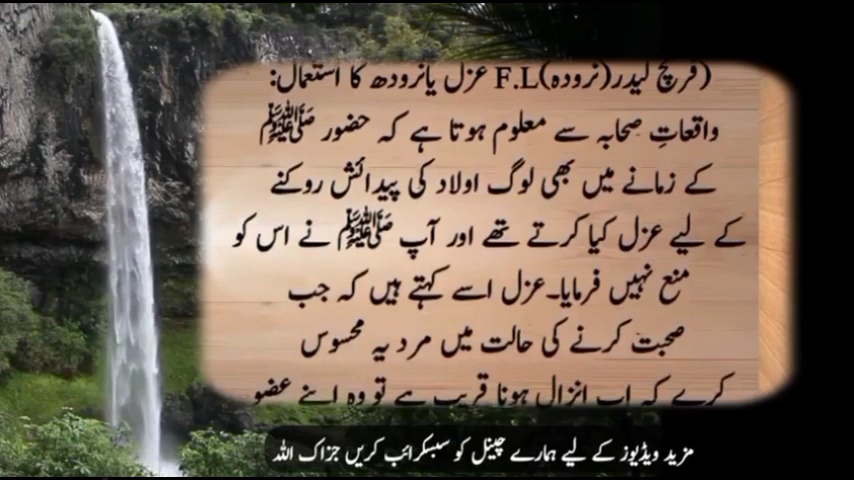 (فرنچ لیدر(نرودھ)F.L عزل یا نرودھ کا استعمال:
واقعاتِ صحابہ سے معلوم ہوتا ہے کہ حضور ﷺ
کے زمانے میں بھی لوگ اولاد کی پیدائش روکنے
کے لیے عزل کیا کرتے تھے اور آپ ﷺ نے اس کو
منع نہیں فرمایا۔عزل اسے کہتے ہیں کہ جب
صحبت کرنے کی حالت میں مرد یہ محسوس
کرے کہ اب انزال ہونا قریب ہے تو وہ اپنے عضو
مزید ویڈیوز کے لیے ہمارے چینل کو سبسکرائب کریں جزاک اللہ